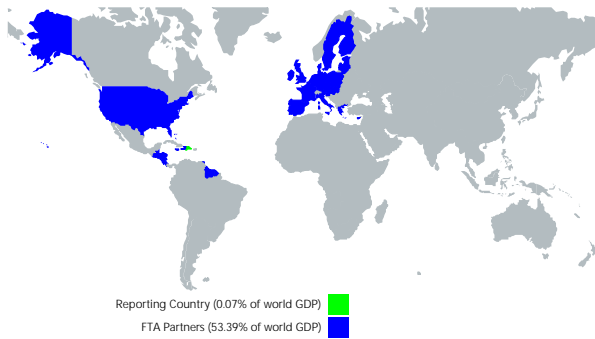 Reporting Country (0.07% of world GDP)
FTA Partners (53.39% of world GDP)